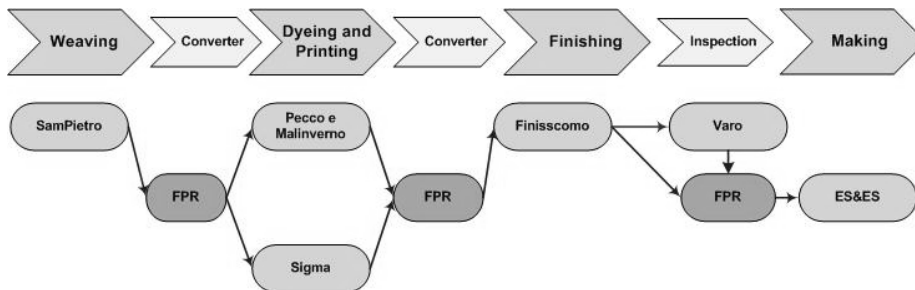 Weaving
Converter
Dyeing and
Printing
Converter
Finishing
Inspection
Making
SamPietro
Pecco e
Malinverno
Finisscomo
Varo
FPR
FPR
FPR
ES&ES
Sigma